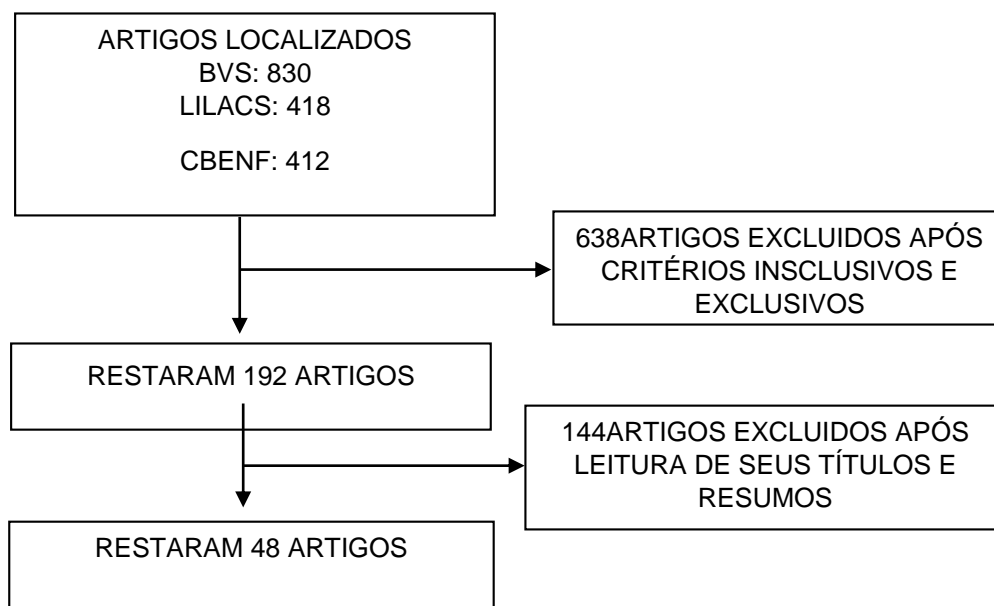 ARTIGOS LOCALIZADOS
BVS: 830
LILACS: 418
CBENF: 412
638ARTIGOS EXCLUIDOS APÓS
CRITÉRIOS INSCLUSIVOS E
EXCLUSIVOS
RESTARAM 192 ARTIGOS
144ARTIGOS EXCLUIDOS APÓS
LEITURA DE SEUS TÍTULOS E
RESUMOS
RESTARAM 48 ARTIGOS